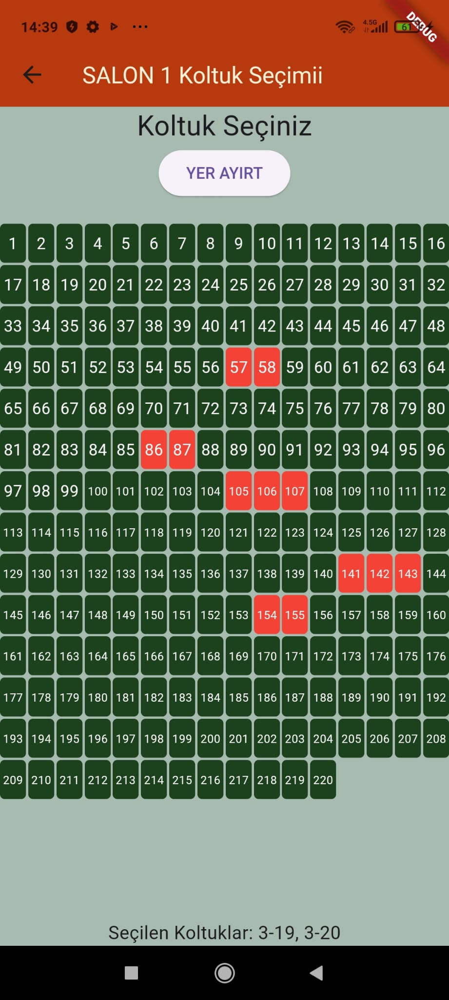 14:39 4.5G 61 DEBUG
SALON 1 Koltuk Seçimii
Koltuk Seçiniz
YER AYIRT
1 2 3 4 5 6 7 8 9 10 11 12 13 14 15 16
17 18 19 20 21 22 23 24 25 26 27 28 29 30 31 32
33 34 35 36 37 38 39 40 41 42 43 44 45 46 47 48
49 50 51 52 53 54 55 56 57 58 59 60 61 62 63 64
65 66 67 68 69 70 71 72 73 74 75 76 77 78 79 80
81 82 83 84 85 86 87 88 89 90 91 92 93 94 95 96
97 98 99 100 101 102 103 104 105 106 107 108 109 110 111 112
113 114 115 116 117 118 119 120 121 122 123 124 125 126 127 128
129 130 131 132 133 134 135 136 137 138 139 140 141 142 143 144
145 146 147 148 149 150 151 152 153 154 155 156 157 158 159 160
161 162 163 164 165 166 167 168 169 170 171 172 173 174 175 176
177 178 179 180 181 182 183 184 185 186 187 188 189 190 191 192
193 194 195 196 197 198 199 200 201 202 203 204 205 206 207 208
209 210 211 212 213 214 215 216 217 218 219 220
Seçilen Koltuklar: 3-19, 3-20